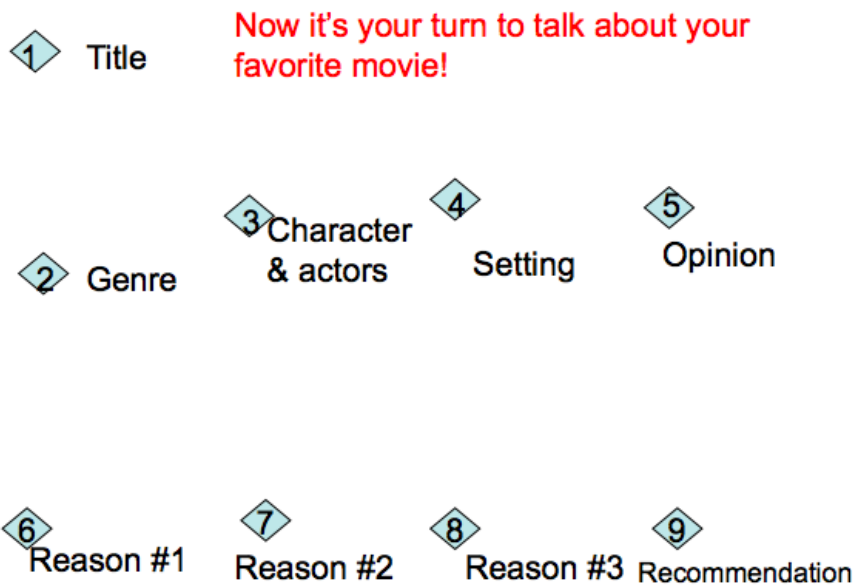 1 Title
Now it's your turn to talk about your
favorite movie!
2 Genre
3 Character
& actors
4
Setting
5
Opinion
6
Reason #1
7
Reason #2
8
Reason #3
9
Recommendation